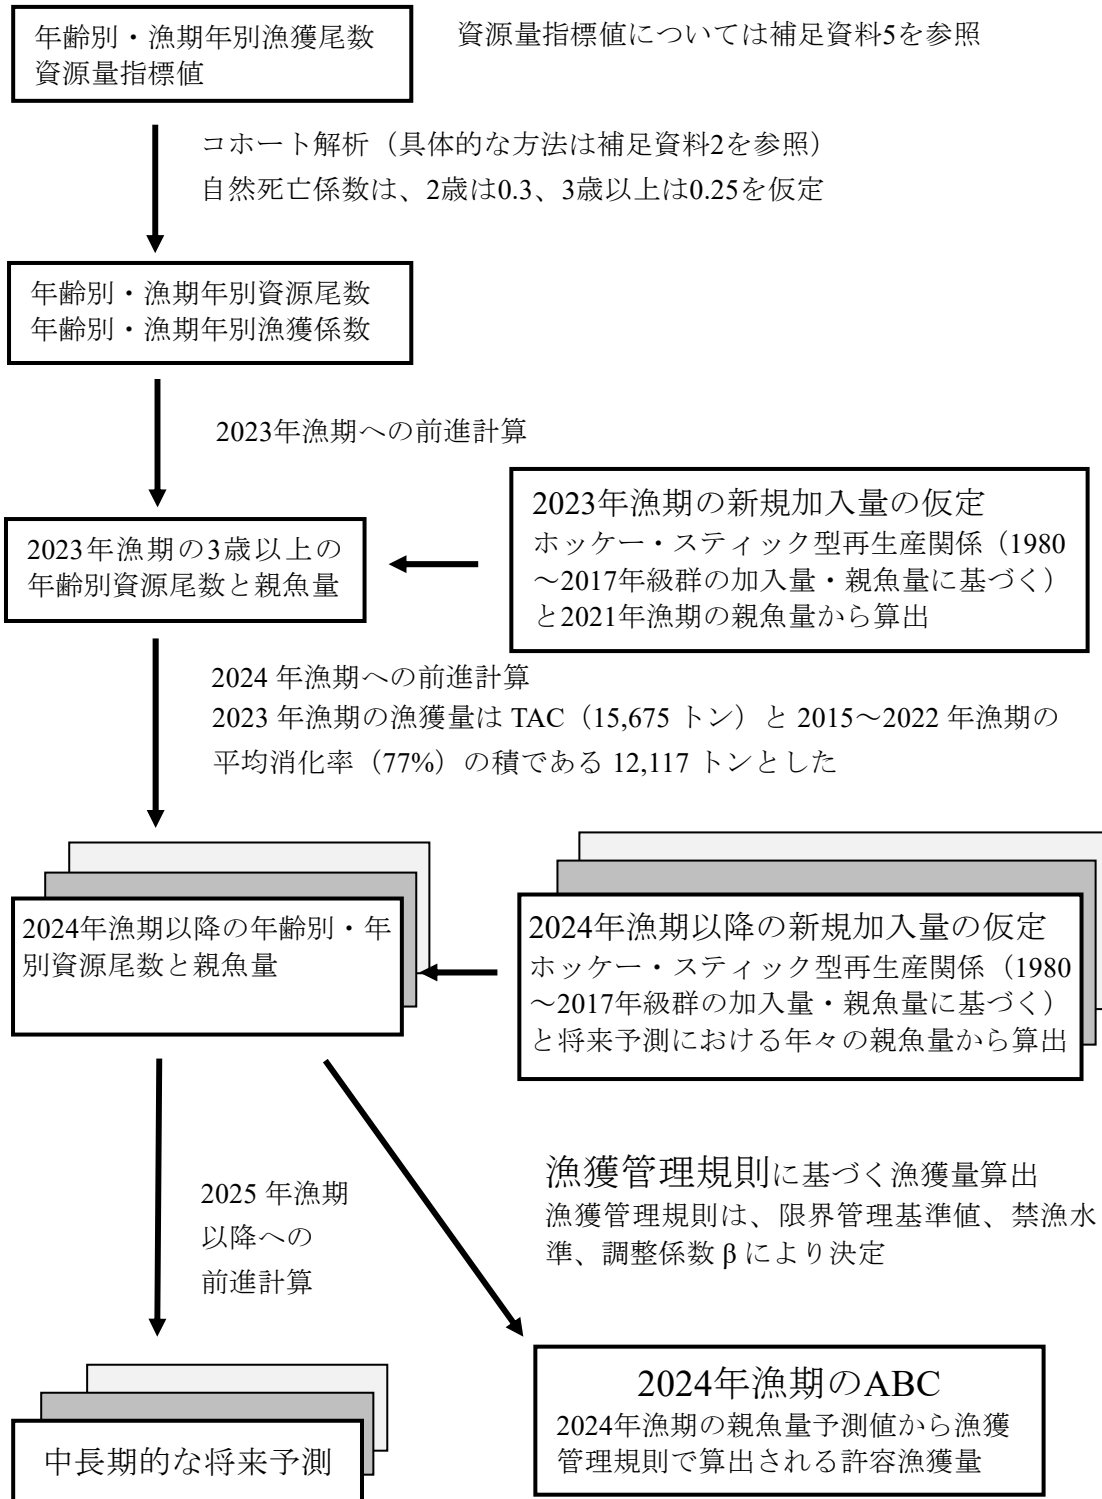 年齢別・漁期年別漁獲尾数
資源量指標値
資源量指標値については補足資料5を参照
コホート解析（具体的な方法は補足資料2を参照）
自然死亡係数は、2歳は0.3、3歳以上は0.25を仮定
年齢別・漁期年別資源尾数
年齢別・漁期年別漁獲係数
2023年漁期への前進計算
2023年漁期の新規加入量の仮定
ホッケー・スティック型再生産関係（1980
～2017年級群の加入量・親魚量に基づく）
と2021年漁期の親魚量から算出
2023年漁期の3歳以上の
年齢別資源尾数と親魚量
2024 年漁期への前進計算
2023 年漁期の漁獲量は TAC（15,675 トン）と 2015～2022 年漁期の
平均消化率（77%）の積である 12,117 トンとした
2024年漁期以降の年齢別・年
別資源尾数と親魚量
2024年漁期以降の新規加入量の仮定
ホッケー・スティック型再生産関係（1980
～2017年級群の加入量・親魚量に基づく）
と将来予測における年々の親魚量から算出
2025 年漁期
以降への
前進計算
漁獲管理規則に基づく漁獲量算出
漁獲管理規則は、限界管理基準値、禁漁水
準、調整係数 β により決定
2024年漁期のABC
2024年漁期の親魚量予測値から漁獲
管理規則で算出される許容漁獲量
中長期的な将来予測